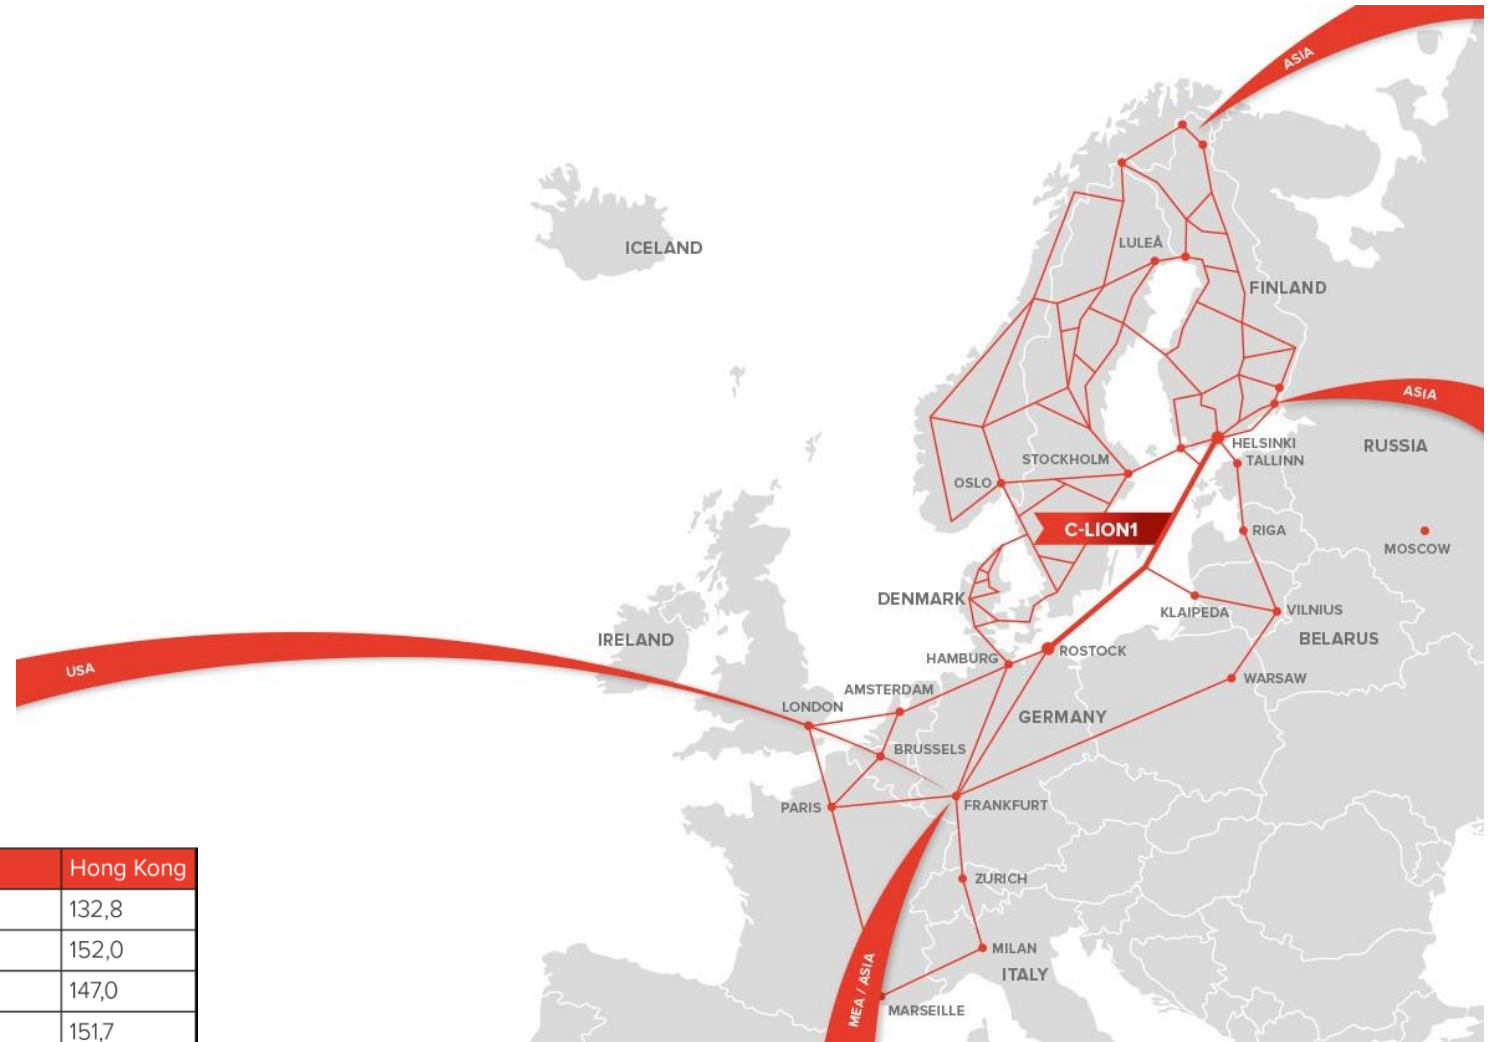 ASIA
ICELAND
LULEÅ
FINLAND
ASIA
HELSINKI
RUSSIA
STOCKHOLM
TALLINN
OSLO
C-LION1
RIGA
MOSCOW
DENMARK
KLAIPEDA
VILNIUS
IRELAND
BELARUS
HAMBURG
ROSTOCK
USA
WARSAW
AMSTERDAM
LONDON
GERMANY
BRUSSELS
PARIS
FRANKFURT
ZURICH
MILAN
ITALY
MEA / ASIA
MARSEILLE
Hong Kong
132,8
152,0
147,0
151,7